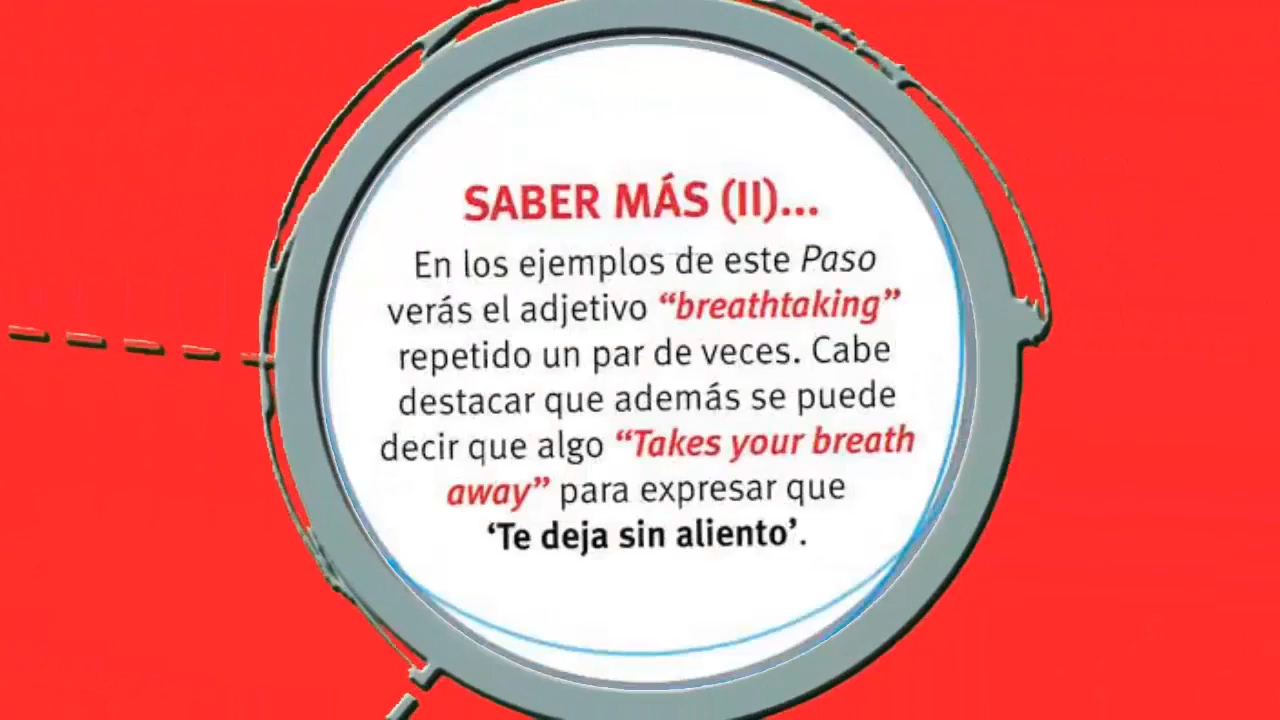 SABER MÁS (II)...
En los ejemplos de este Paso
verás el adjetivo “breathtaking”
repetido un par de veces. Cabe
destacar que además se puede
decir que algo “Takes your breath
away” para expresar que
‘Te deja sin aliento’.